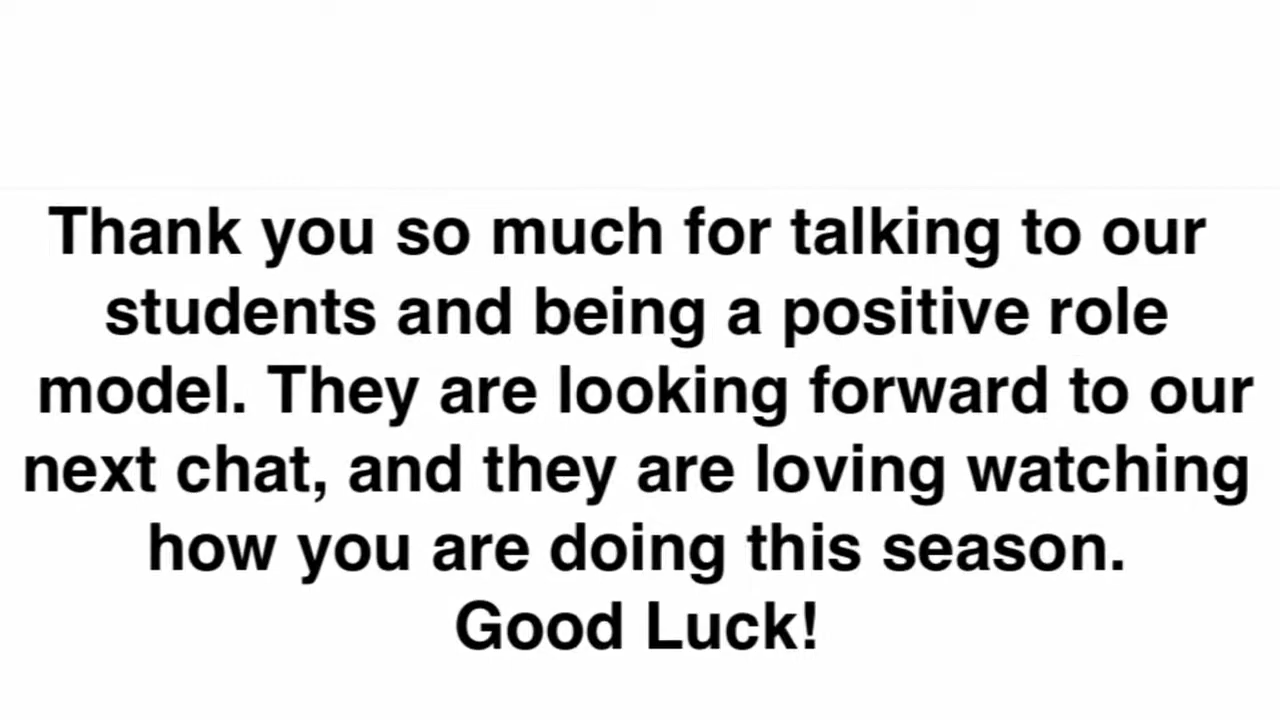 Thank you so much for talking to our
students and being a positive role
model. They are looking forward to our
next chat, and they are loving watching
how you are doing this season.
Good Luck!